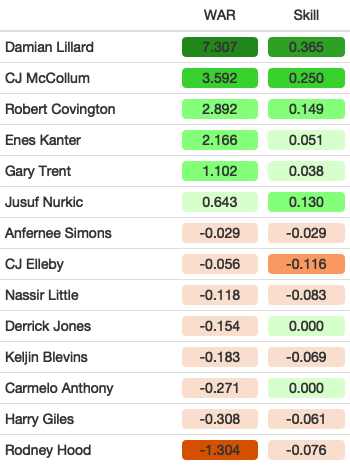 WAR Skill
Damian Lillard 7.307 0.365
CJ McCollum 3.592 0.250
Robert Covington 2.892 0.149
Enes Kanter 2.166 0.051
Gary Trent 1.102 0.038
Jusuf Nurkic 0.643 0.130
Anfernee Simons -0.029 -0.029
CJ Elleby -0.056 -0.116
Nassir Little -0.118 -0.083
Derrick Jones -0.154 0.000
Keljin Blevins -0.183 -0.069
Carmelo Anthony -0.271 0.000
Harry Giles -0.308 -0.061
Rodney Hood -1.304 -0.076